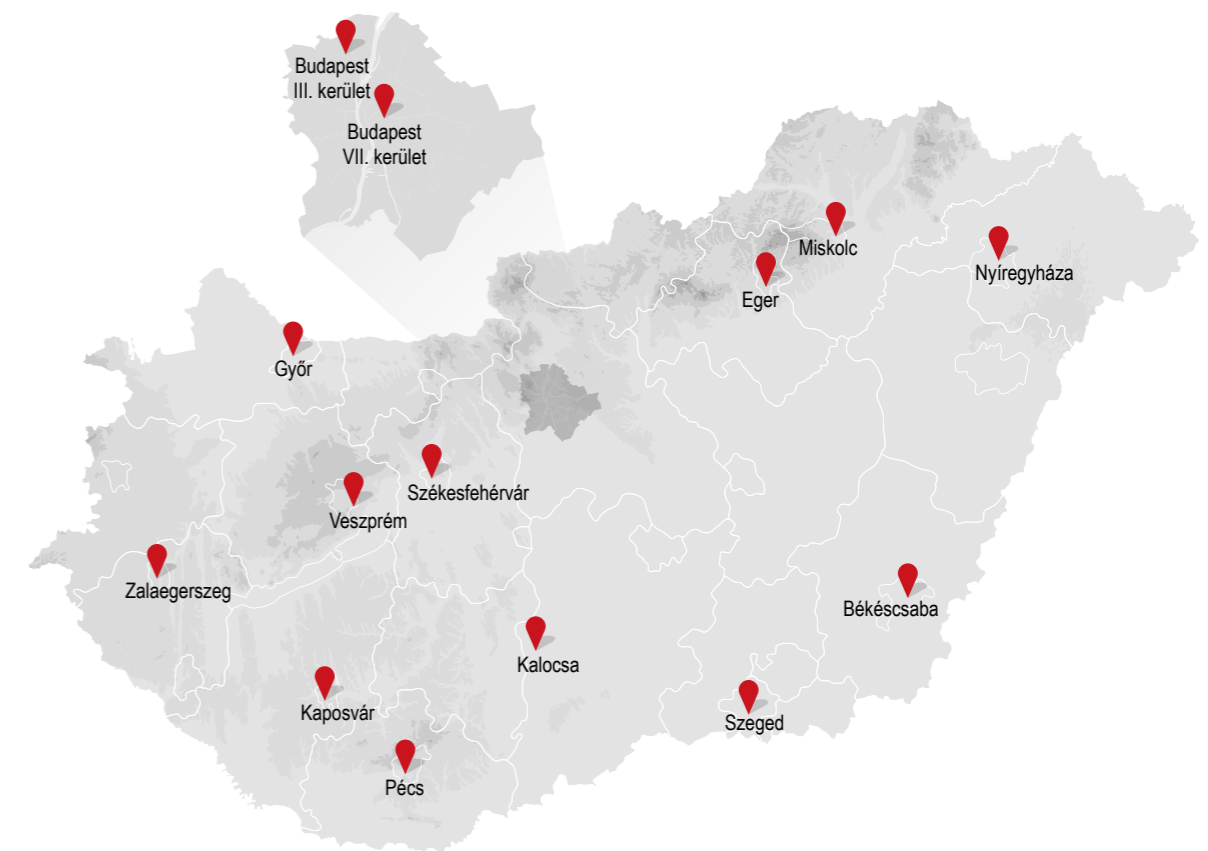 Budapest
III. kerület
Budapest
VII. kerület
Miskolc
Nyíregyháza
Eger
Győr
Székesfehérvár
Veszprém
Zalaegerszeg
Békéscsaba
Kalocsa
Kaposvár
Szeged
Pécs